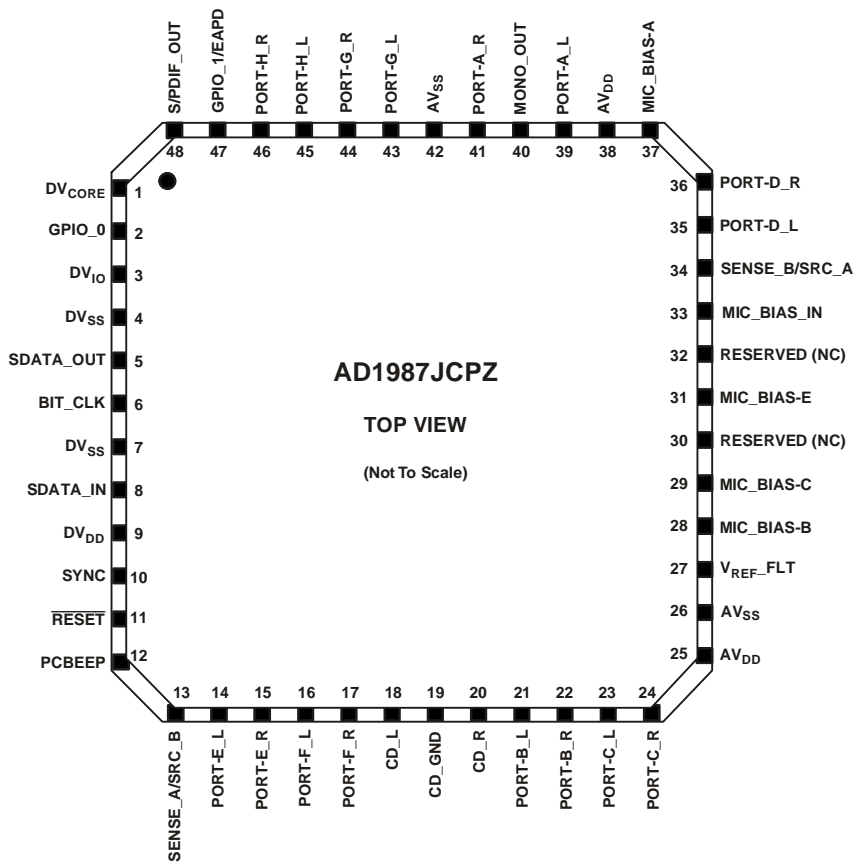 S/PDIF_OUT
GPIO_1/EAPD
PORT-H_R
PORT-H_L
PORT-G_R
PORT-G_L
AVSS
PORT-A_R
MONO_OUT
PORT-A_L
AVDD
MIC_BIAS-A
48 47 46 45 44 43 42 41 40 39 38 37
DVCORE 1
GPIO_0 2
DVIO 3
DVSS 4
SDATA_OUT 5
BIT_CLK 6
DVSS 7
SDATA_IN 8
DVDD 9
SYNC 10
RESET 11
PCBEEP 12
AD1987JCPZ
TOP VIEW
(Not To Scale)
36 PORT-D_R
35 PORT-D_L
34 SENSE_B/SRC_A
33 MIC_BIAS_IN
32 RESERVED (NC)
31 MIC_BIAS-E
30 RESERVED (NC)
29 MIC_BIAS-C
28 MIC_BIAS-B
27 VREF_FLT
26 AVSS
25 AVDD
13 14 15 16 17 18 19 20 21 22 23 24
SENSE_A/SRC_B
PORT-E_L
PORT-E_R
PORT-F_L
PORT-F_R
CD_L
CD_GND
CD_R
PORT-B_L
PORT-B_R
PORT-C_L
PORT-C_R